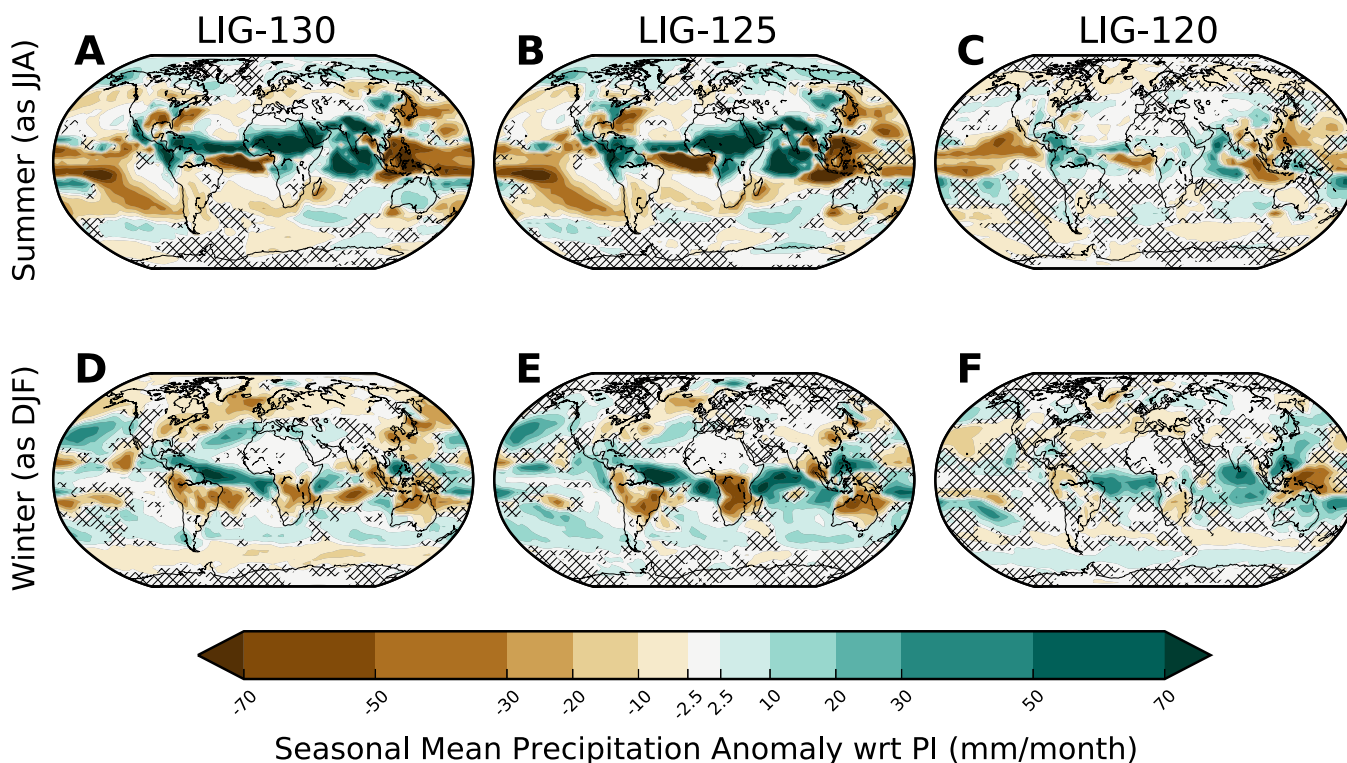 LIG-130
LIG-125
LIG-120
Summer (as JJA)
A
B
C
Winter (as DJF)
D
E
F
-70
-50
-30
-20
-10
-2.5
2.5
10
20
30
50
70
Seasonal Mean Precipitation Anomaly wrt PI (mm/month)